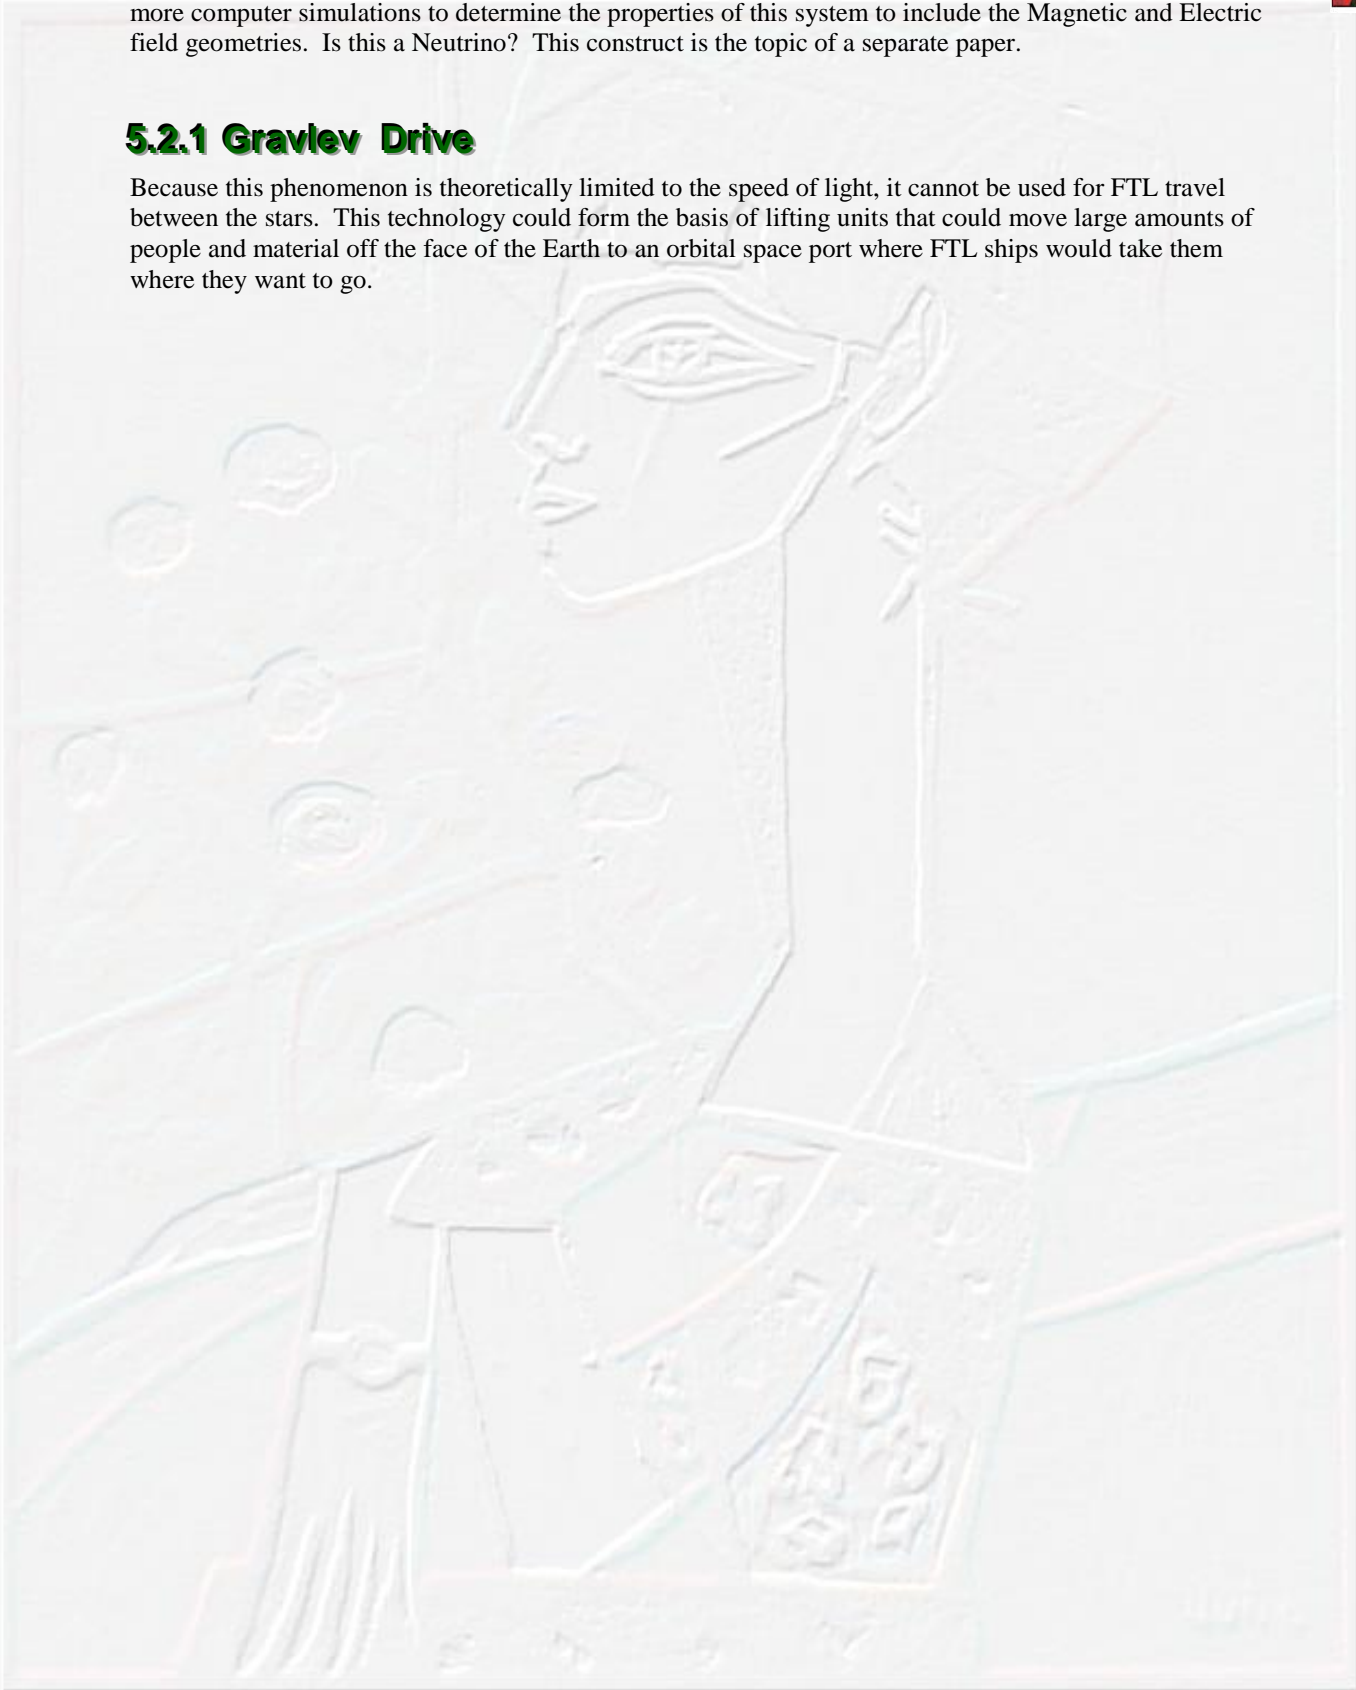 more computer simulations to determine the properties of this system to include the Magnetic and Electric
field geometries.  Is this a Neutrino?  This construct is the topic of a separate paper.
5.2.1 Gravlev  Drive
Because this phenomenon is theoretically limited to the speed of light, it cannot be used for FTL travel
between the stars.  This technology could form the basis of lifting units that could move large amounts of
people and material off the face of the Earth to an orbital space port where FTL ships would take them
where they want to go.